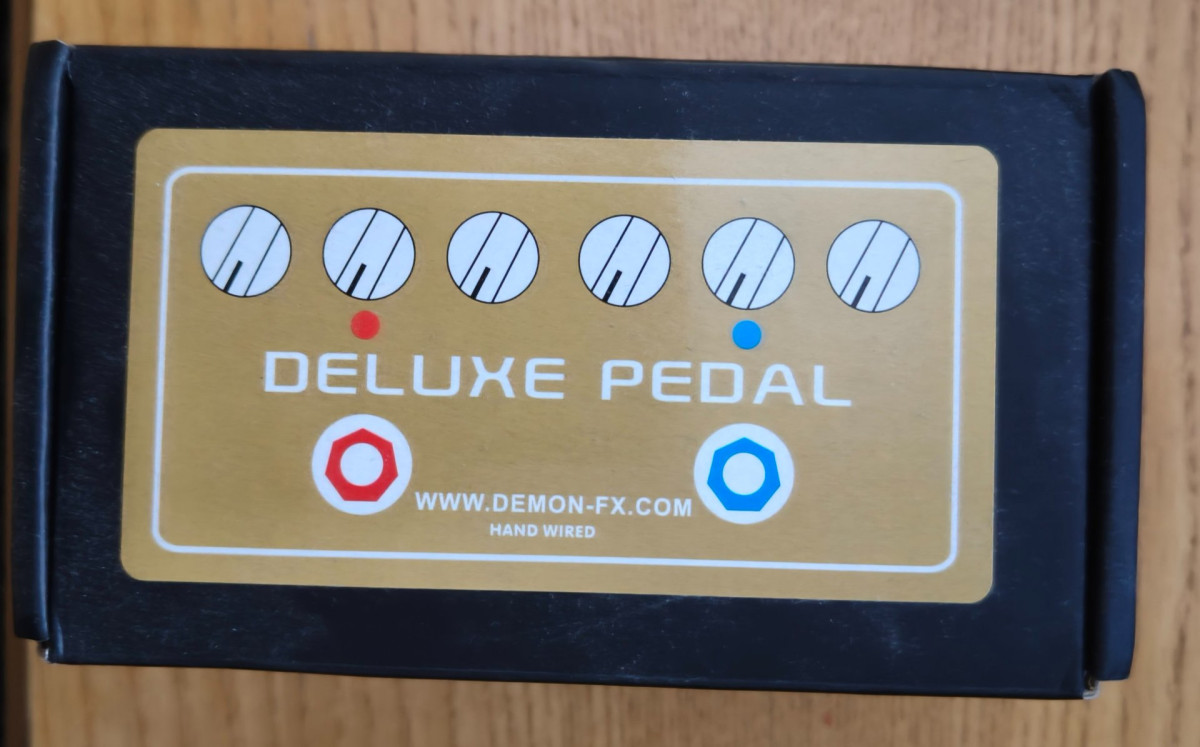 DELUXE PEDAL
WWW.DEMON-FX.COM
HAND WIRED